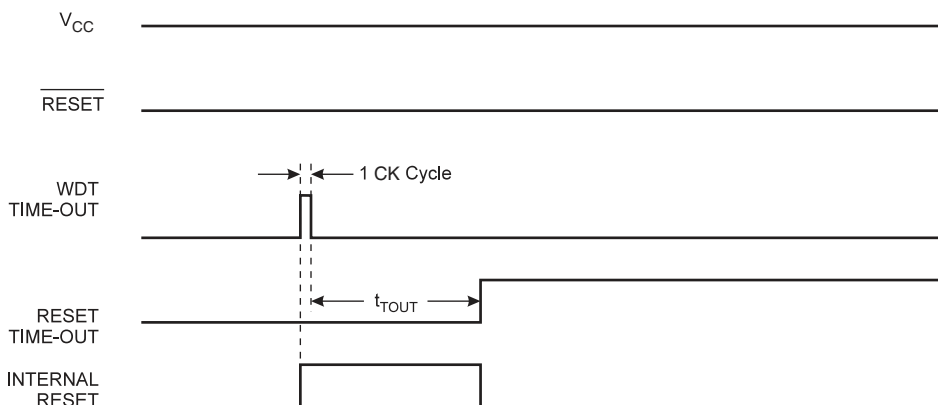 VCC
RESET
1 CK Cycle
WDT
TIME-OUT
tTOUT
RESET
TIME-OUT
INTERNAL
RESET